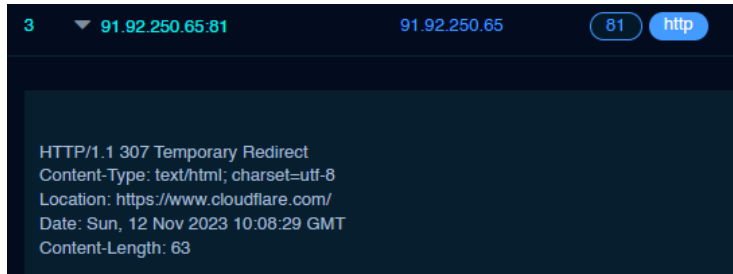 3 91.92.250.65:81 91.92.250.65 81 http
HTTP/1.1 307 Temporary Redirect
Content-Type: text/html; charset=utf-8
Location: https://www.cloudflare.com/
Date: Sun, 12 Nov 2023 10:08:29 GMT
Content-Length: 63